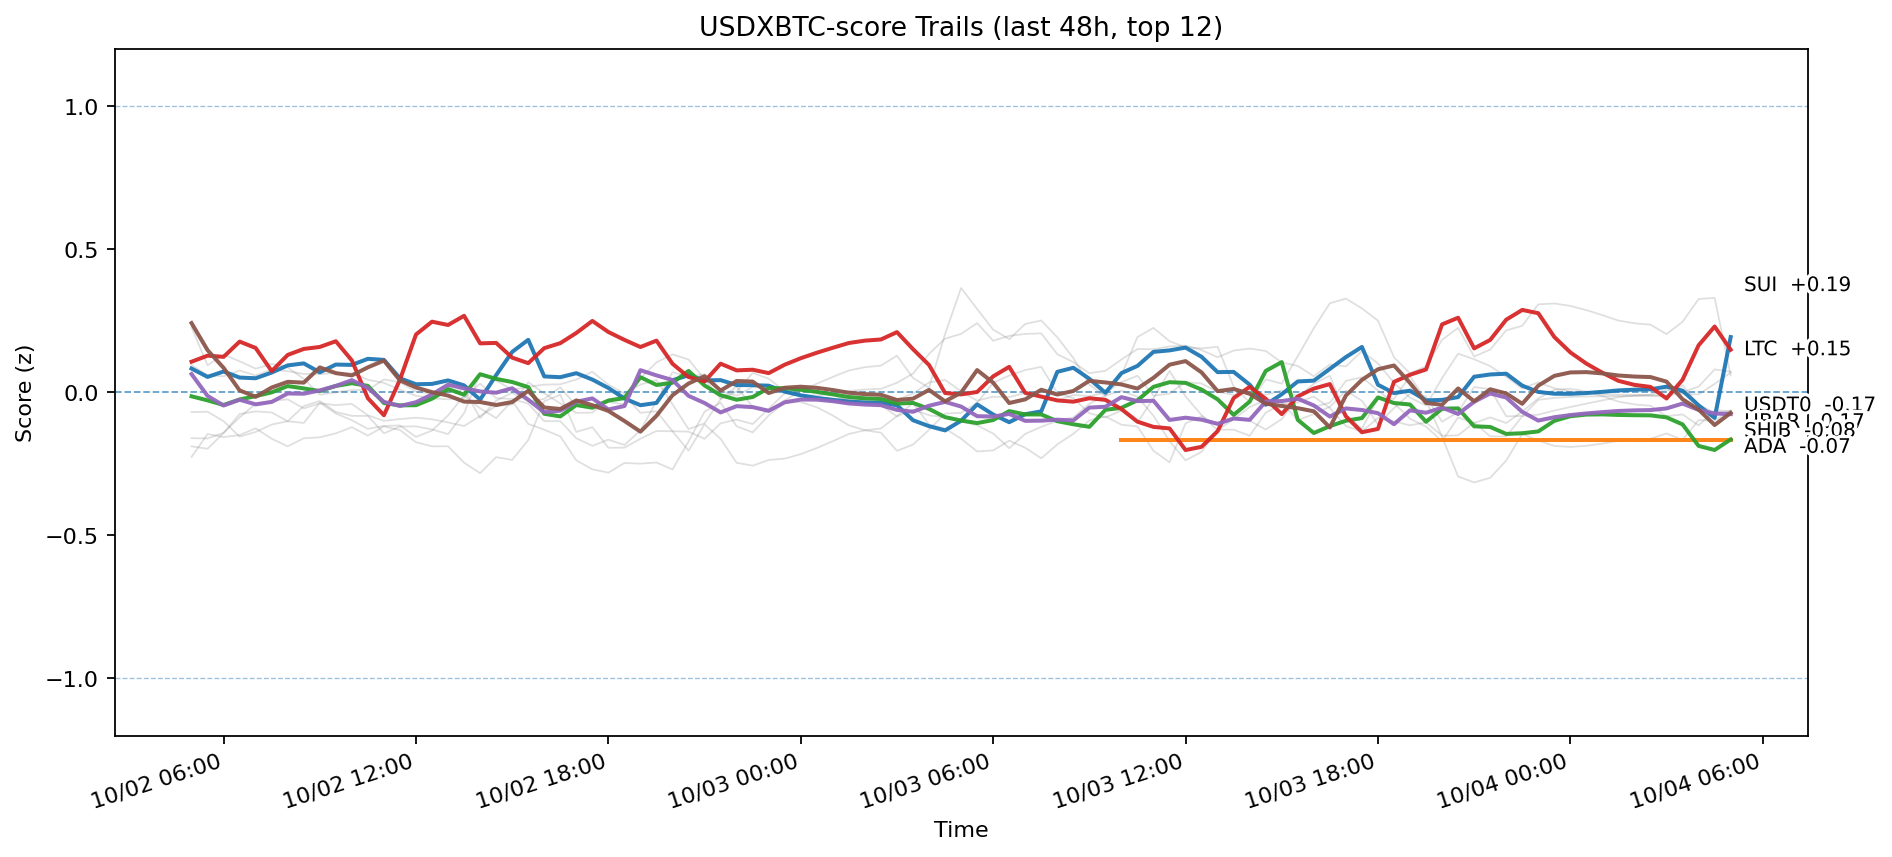 USDXBTC-score Trails (last 48h, top 12)
Score (z)
1.0
0.5
0.0
−0.5
−1.0
SUI +0.19
LTC +0.15
USDT0 -0.17
SHIB -0.08
ADA -0.07
10/02 06:00
10/02 12:00
10/02 18:00
10/03 00:00
10/03 06:00
10/03 12:00
10/03 18:00
10/04 00:00
10/04 06:00
Time